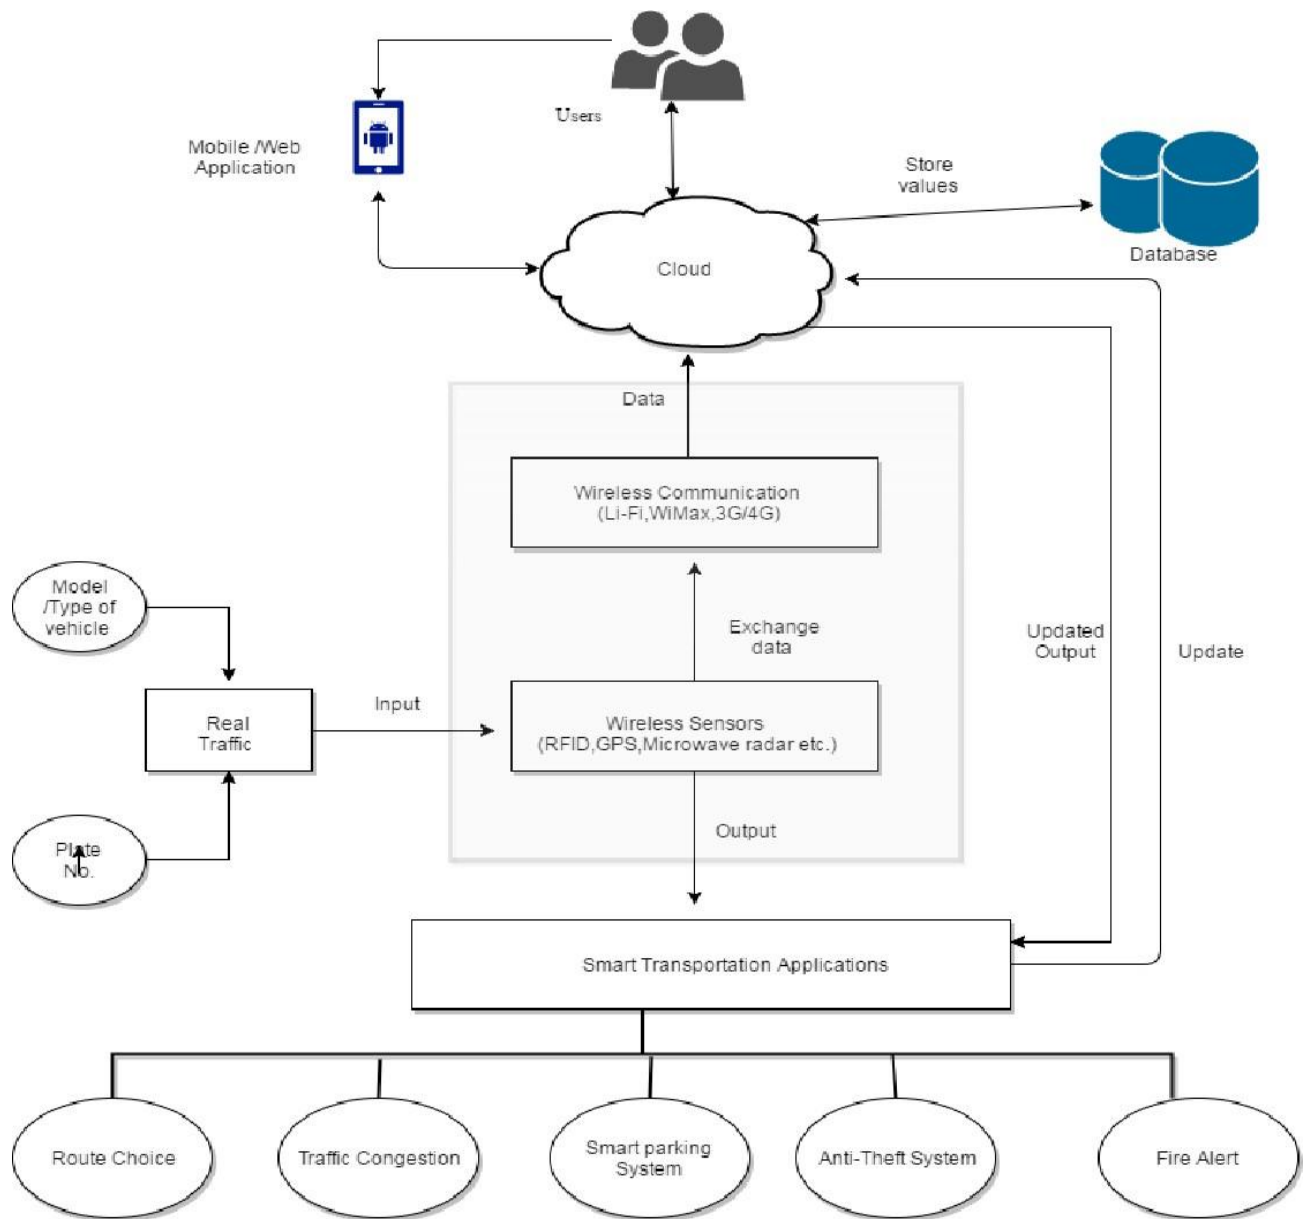 Users
Mobile /Web
Application
Store
values
Database
Cloud
Data
Wireless Communication
(Li-Fi,WiMax,3G/4G)
Model
/Type of
vehicle
Exchange
data
Updated
Output
Update
Input
Real
Traffic
Wireless Sensors
(RFID,GPS,Microwave radar etc.)
Output
Plate
No.
Smart Transportation Applications
Route Choice
Traffic Congestion
Smart parking
System
Anti-Theft System
Fire Alert